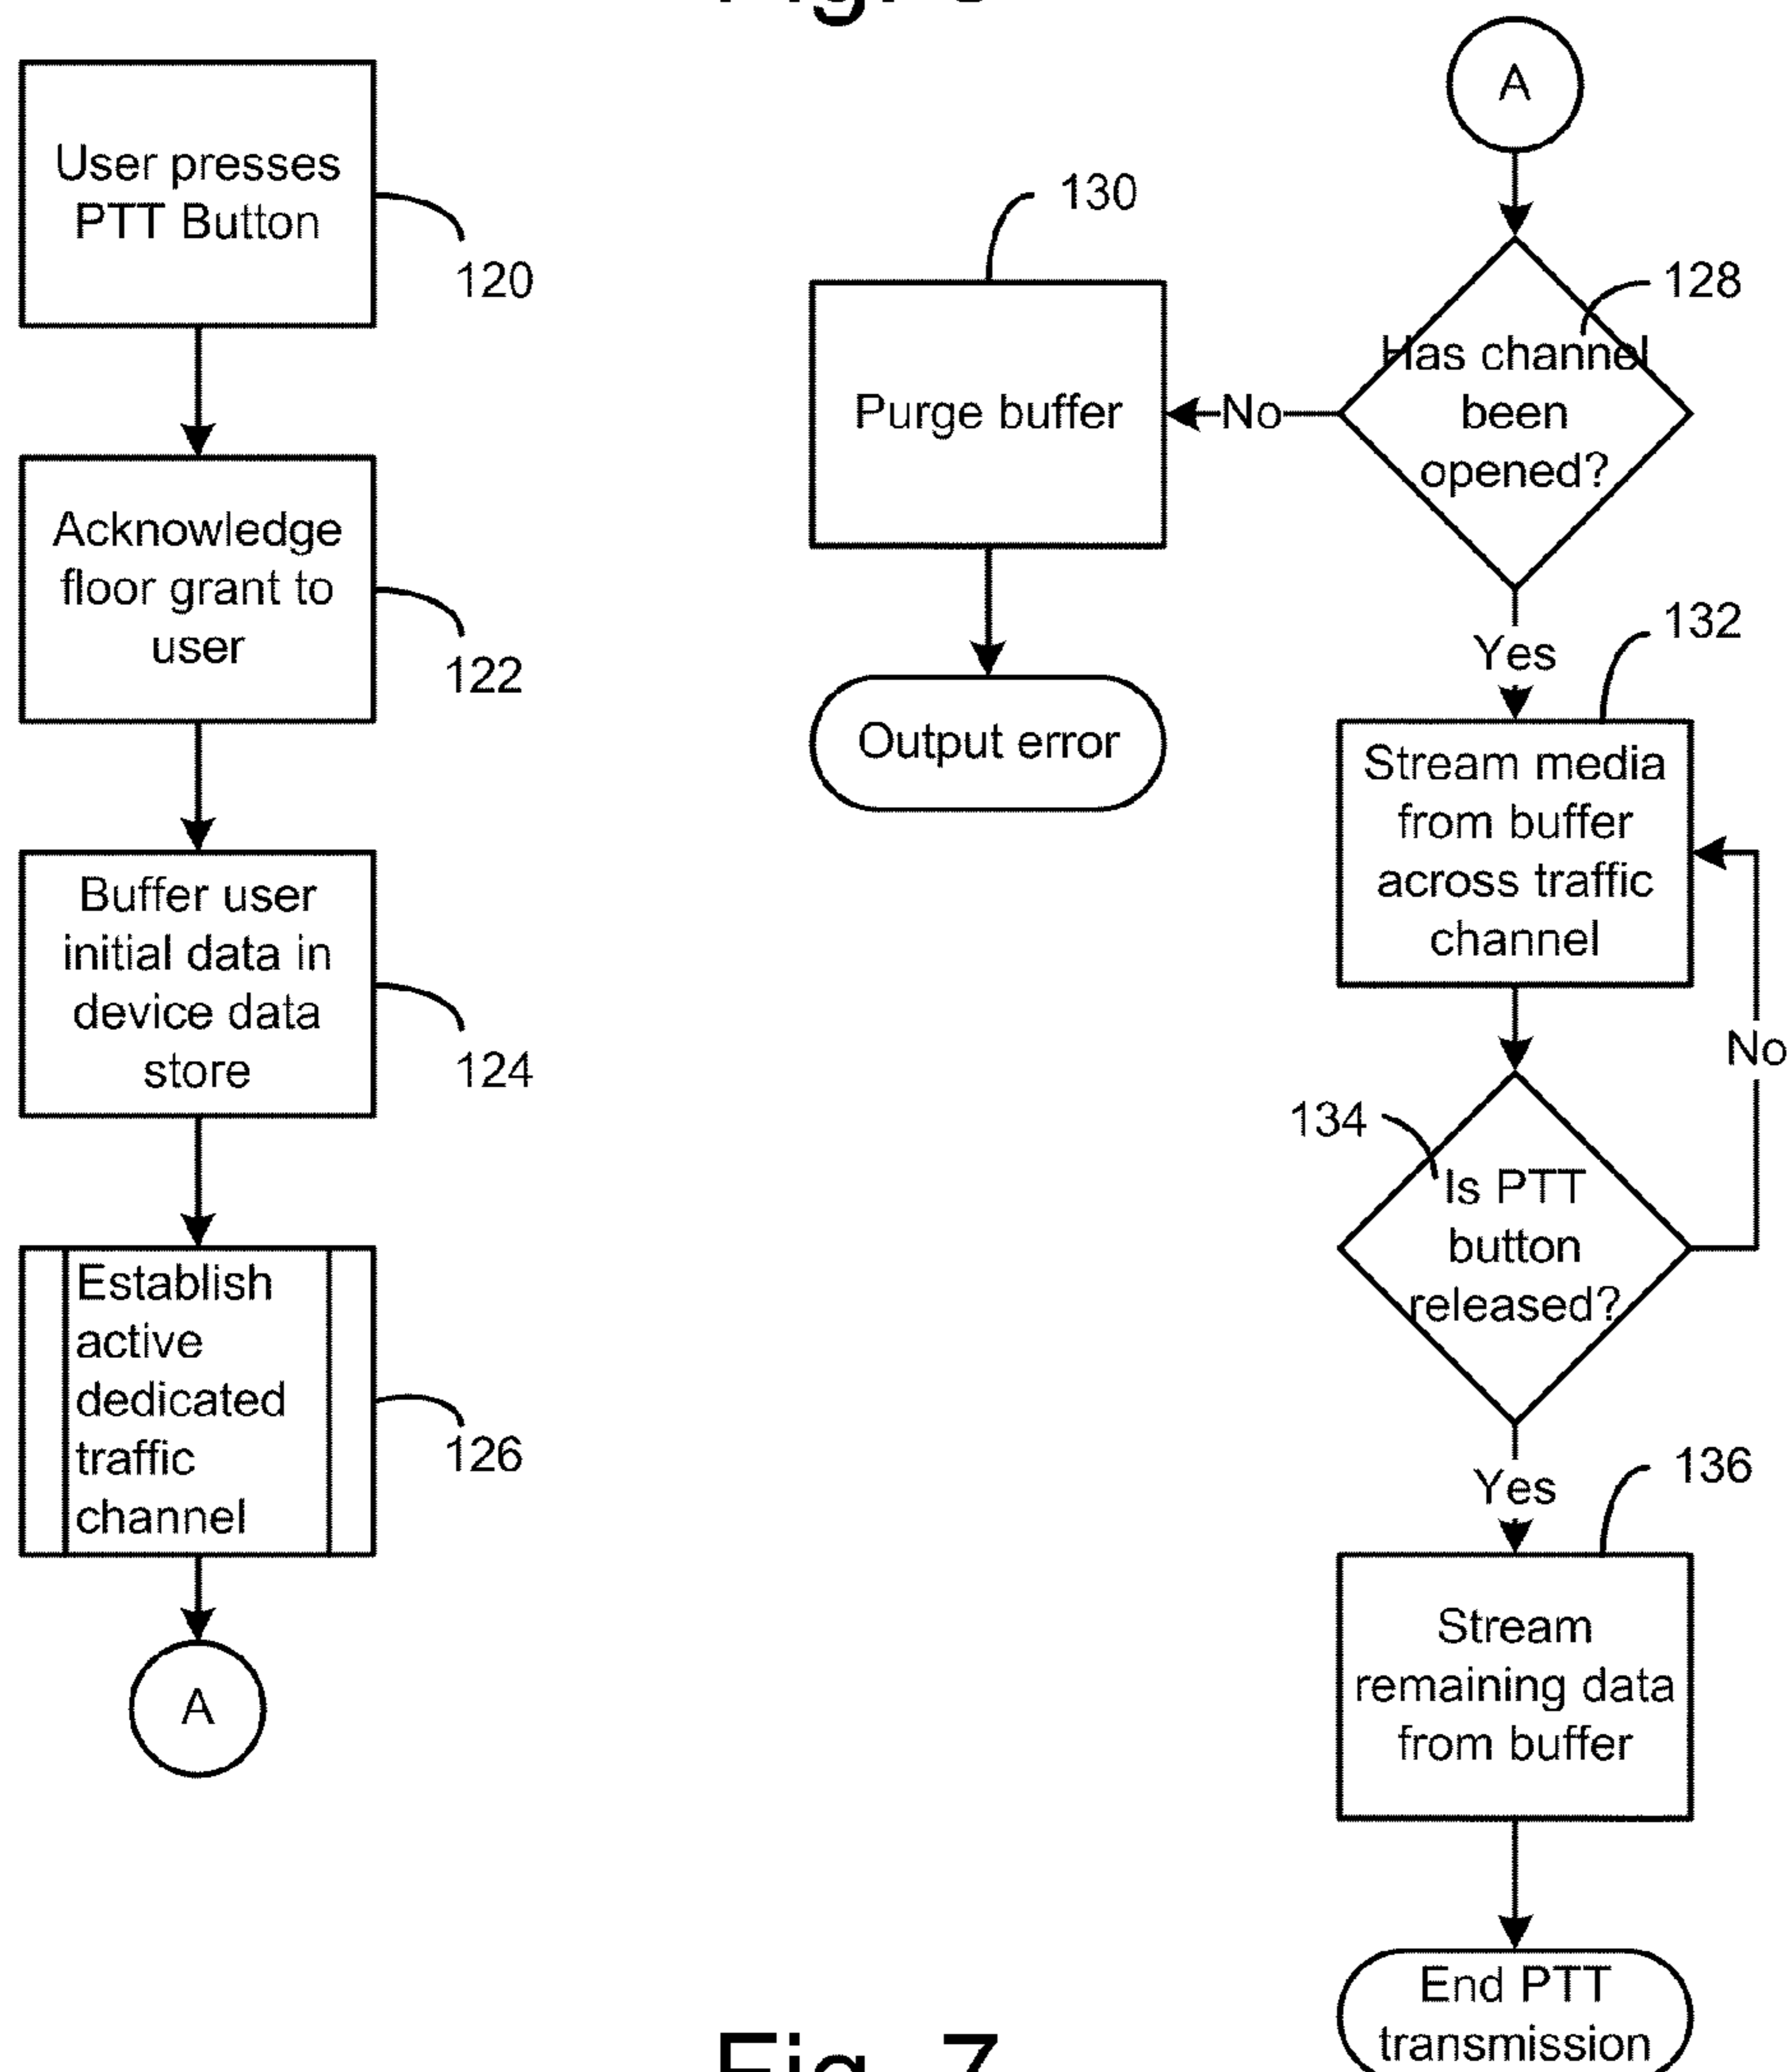 User presses
PTT Button
120
Acknowledge
floor grant to
user
122
Buffer user
initial data in
device data
store
124
Establish
active
dedicated
traffic
channel
126
A
A
128
Has channel
been
opened?
No
130
Purge buffer
Output error
Yes
132
Stream media
from buffer
across traffic
channel
134
Is PTT
button
released?
No
Yes
136
Stream
remaining data
from buffer
End PTT
transmission
Fig. 7